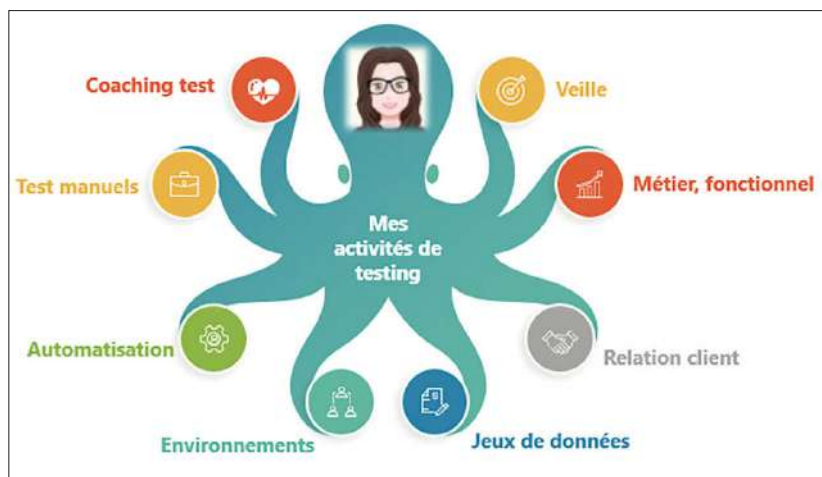 Coaching test
Veille
Test manuels
Métier, fonctionnel
Mes
activités de
testing
Automatisation
Relation client
Environnements
Jeux de données